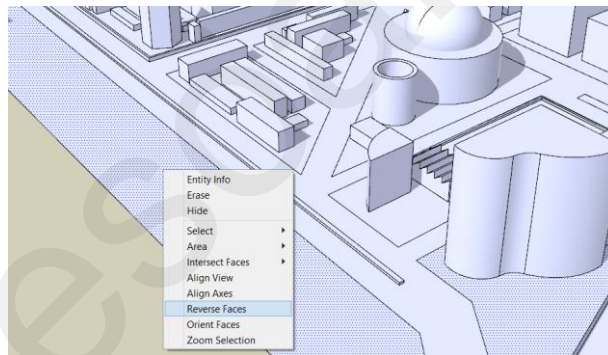 Entity Info
Erase
Hide
Select
Area
Intersect Faces
Align View
Align Axes
Reverse Faces
Orient Faces
Zoom Selection